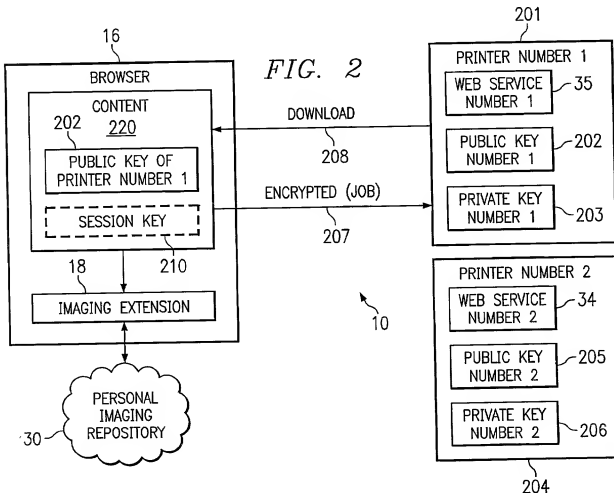 FIG. 2
16
BROWSER
CONTENT
220
202
PUBLIC KEY OF
PRINTER NUMBER 1
SESSION KEY
210
18
IMAGING EXTENSION
PERSONAL
IMAGING
REPOSITORY
30
DOWNLOAD
208
ENCRYPTED (JOB)
207
10
201
PRINTER NUMBER 1
WEB SERVICE
NUMBER 1
35
PUBLIC KEY
NUMBER 1
202
PRIVATE KEY
NUMBER 1
203
PRINTER NUMBER 2
WEB SERVICE
NUMBER 2
34
PUBLIC KEY
NUMBER 2
205
PRIVATE KEY
NUMBER 2
206
204